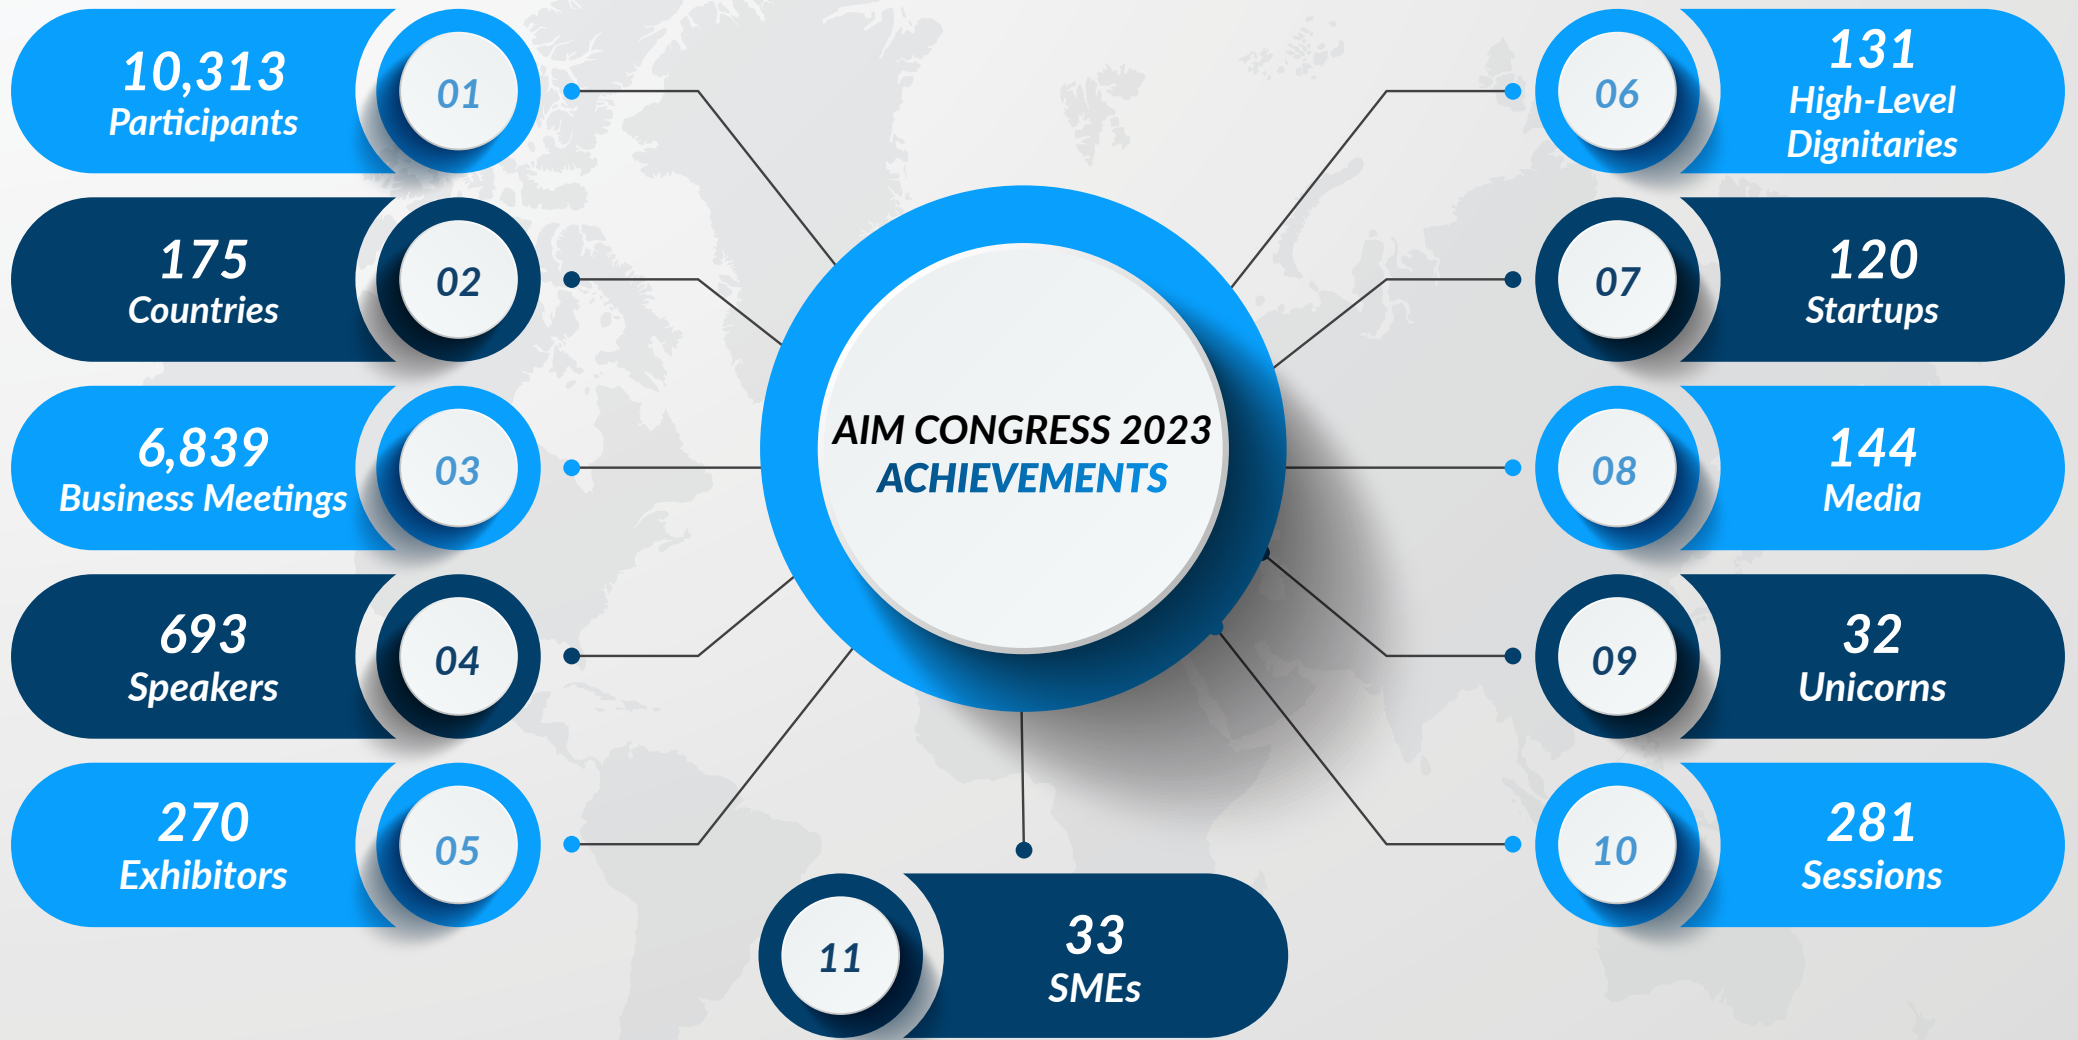 10,313
Participants
01
175
Countries
02
6,839
Business Meetings
03
693
Speakers
04
270
Exhibitors
05
AIM CONGRESS 2023
ACHIEVEMENTS
06
131
High-Level
Dignitaries
07
120
Startups
08
144
Media
09
32
Unicorns
10
281
Sessions
11
33
SMEs